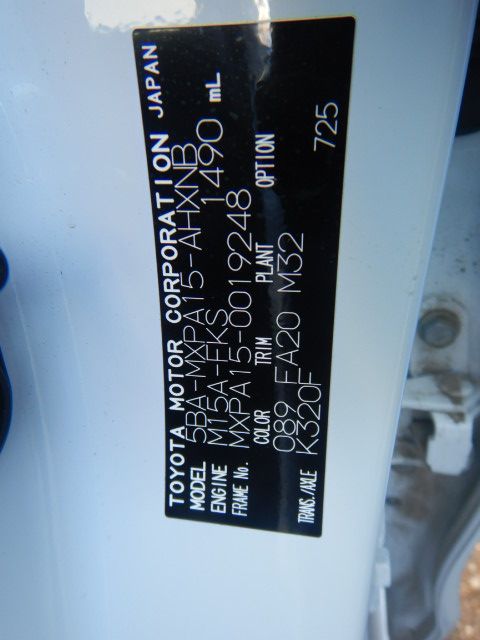 TOYOTA MOTOR CORPORATION JAPAN
MODEL 5BA-MXPA15-AHXNB
ENGINE M15A-FKS 1490 mL
FRAME No. MXPA15-0019248
COLOR TRIM PLANT OPTION
089 FA20 M32 725
TRANS./AXLE K320F